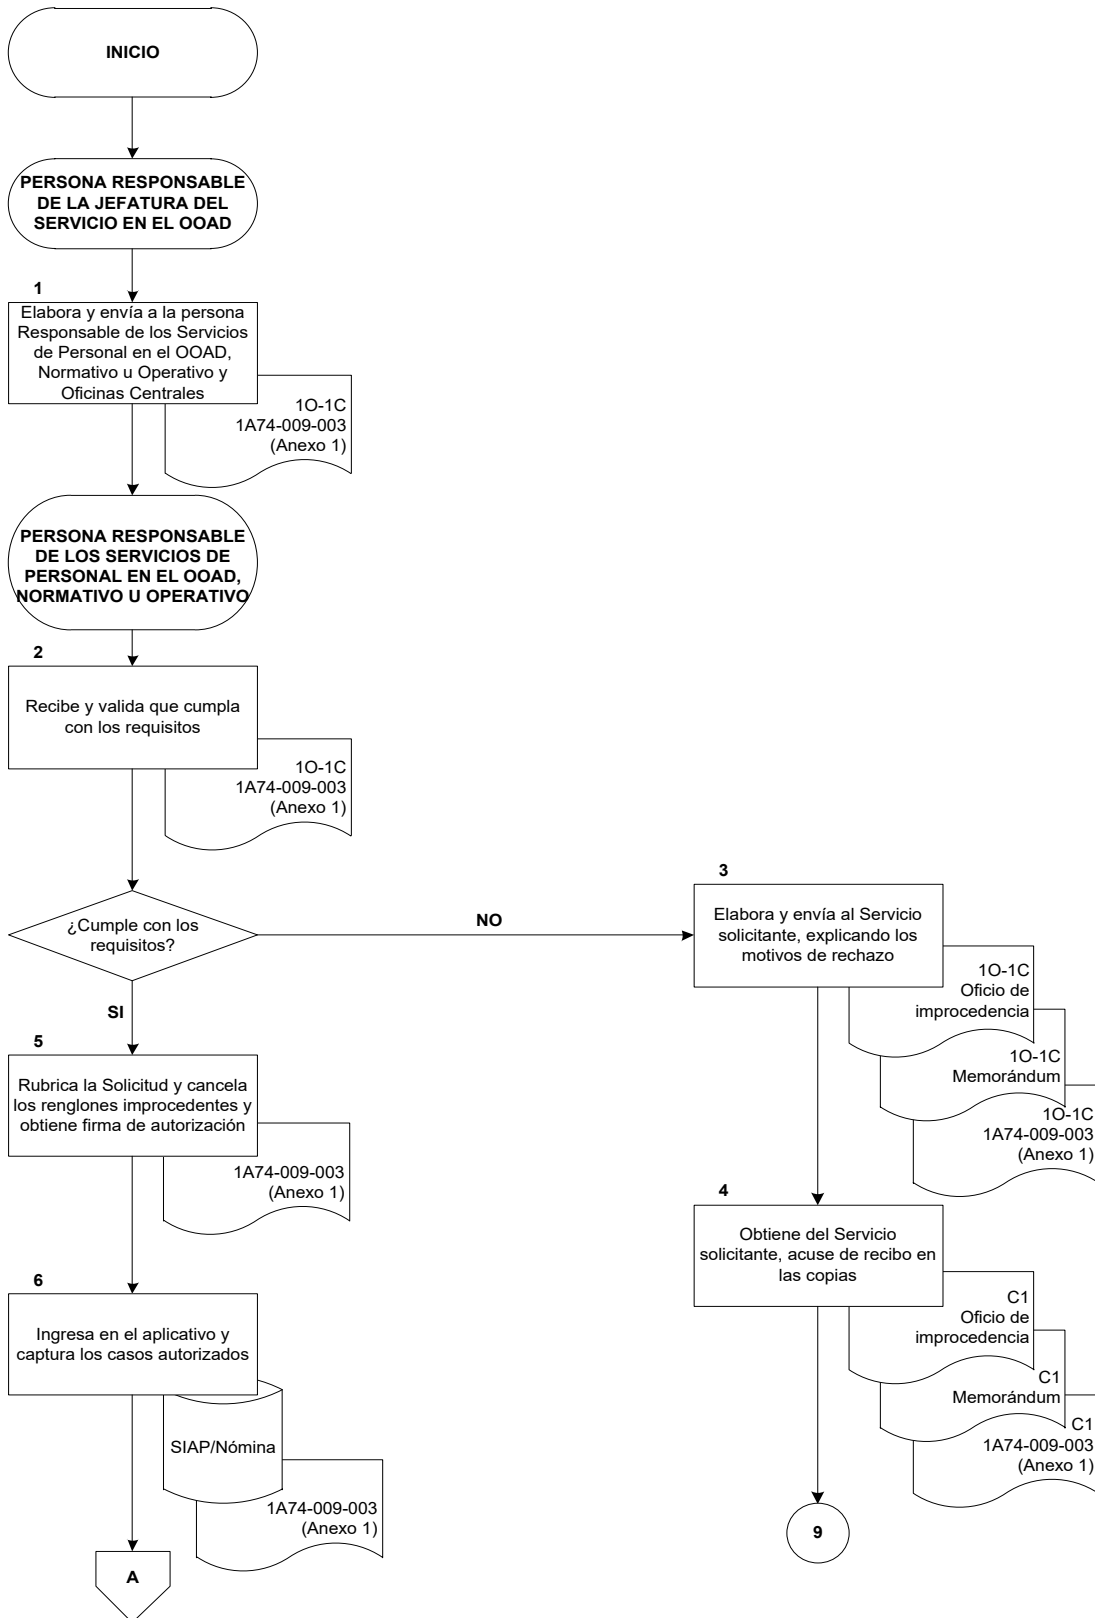 INICIO
PERSONA RESPONSABLE
DE LA JEFATURA DEL
SERVICIO EN EL OOAD
1
Elabora y envía a la persona
Responsable de los Servicios
de Personal en el OOAD,
Normativo u Operativo y
Oficinas Centrales
1O-1C
1A74-009-003
(Anexo 1)
PERSONA RESPONSABLE
DE LOS SERVICIOS DE
PERSONAL EN EL OOAD,
NORMATIVO U OPERATIVO
2
Recibe y valida que cumpla
con los requisitos
1O-1C
1A74-009-003
(Anexo 1)
¿Cumple con los
requisitos?
NO
SI
3
Elabora y envía al Servicio
solicitante, explicando los
motivos de rechazo
1O-1C
Oficio de
improcedencia
1O-1C
Memorándum
1O-1C
1A74-009-003
(Anexo 1)
4
Obtiene del Servicio
solicitante, acuse de recibo en
las copias
C1
Oficio de
improcedencia
C1
Memorándum
C1
1A74-009-003
(Anexo 1)
9
5
Rubrica la Solicitud y cancela
los renglones improcedentes y
obtiene firma de autorización
1A74-009-003
(Anexo 1)
6
Ingresa en el aplicativo y
captura los casos autorizados
SIAP/Nómina
1A74-009-003
(Anexo 1)
A